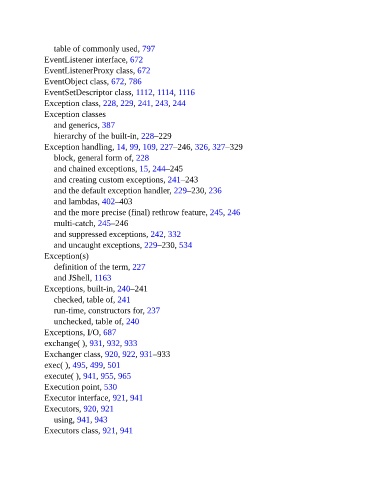 table of commonly used, 797
EventListener interface, 672
EventListenerProxy class, 672
EventObject class, 672, 786
EventSetDescriptor class, 1112, 1114, 1116
Exception class, 228, 229, 241, 243, 244
Exception classes
and generics, 387
hierarchy of the built-in, 228–229
Exception handling, 14, 99, 109, 227–246, 326, 327–329
block, general form of, 228
and chained exceptions, 15, 244–245
and creating custom exceptions, 241–243
and the default exception handler, 229–230, 236
and lambdas, 402–403
and the more precise (final) rethrow feature, 245, 246
multi-catch, 245–246
and suppressed exceptions, 242, 332
and uncaught exceptions, 229–230, 534
Exception(s)
definition of the term, 227
and JShell, 1163
Exceptions, built-in, 240–241
checked, table of, 241
run-time, constructors for, 237
unchecked, table of, 240
Exceptions, I/O, 687
exchange( ), 931, 932, 933
Exchanger class, 920, 922, 931–933
exec( ), 495, 499, 501
execute( ), 941, 955, 965
Execution point, 530
Executor interface, 921, 941
Executors, 920, 921
using, 941, 943
Executors class, 921, 941